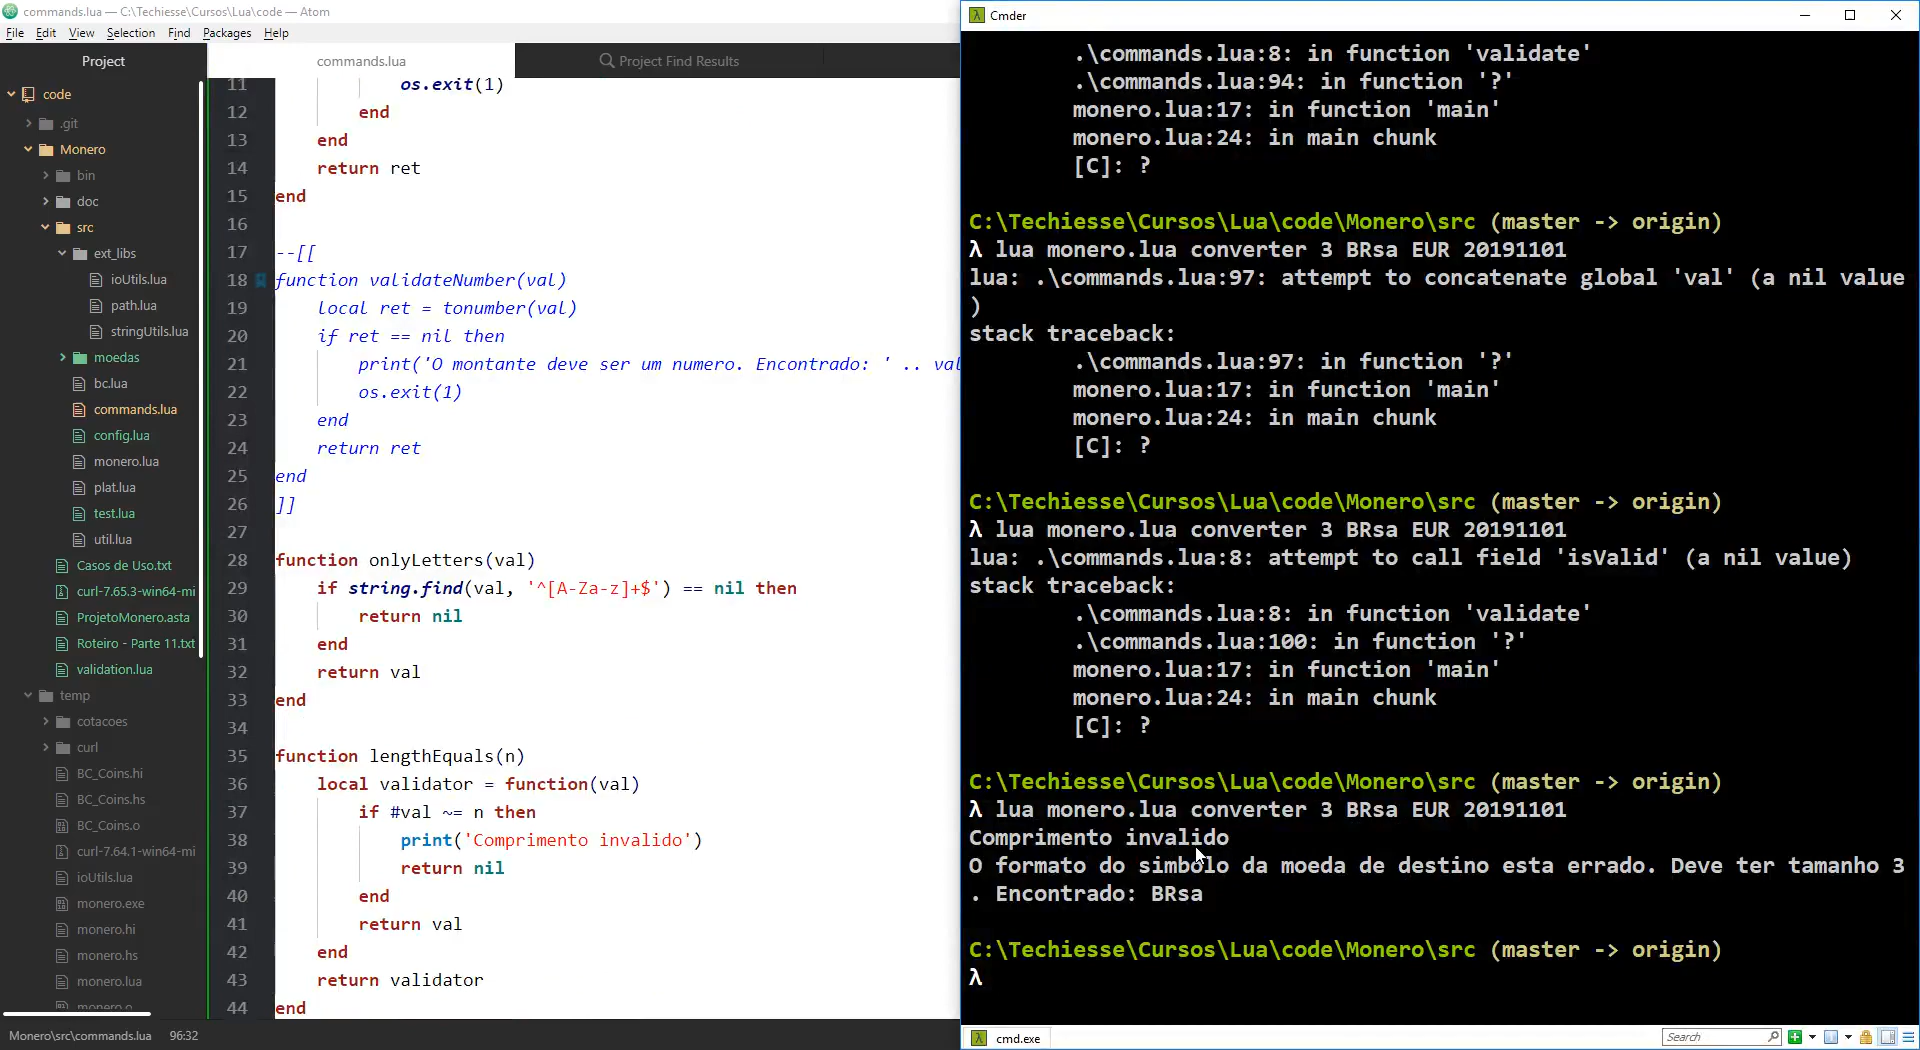 commands.lua — C:\Techiesse\Cursos\Lua\code — Atom
File Edit View Selection Find Packages Help
Project
code
.git
Monero
bin
doc
src
ext_libs
ioUtils.lua
path.lua
stringUtils.lua
moedas
bc.lua
commands.lua
config.lua
monero.lua
plat.lua
test.lua
util.lua
Casos de Uso.txt
curl-7.65.3-win64-mi
ProjetoMonero.asta
Roteiro - Parte 11.txt
validation.lua
temp
cotacoes
curl
BC_Coins.hi
BC_Coins.hs
BC_Coins.o
curl-7.64.1-win64-mi
ioUtils.lua
monero.exe
monero.hi
monero.hs
monero.lua
monero.o
commands.lua
Project Find Results
11 os.exit(1)
12 end
13 end
14 return ret
15 end
16
17 --[[
18 function validateNumber(val)
19 local ret = tonumber(val)
20 if ret == nil then
21 print('O montante deve ser um numero. Encontrado: ' .. val
22 os.exit(1)
23 end
24 return ret
25 end
26 ]]
27
28 function onlyLetters(val)
29 if string.find(val, '^[A-Za-z]+$') == nil then
30 return nil
31 end
32 return val
33 end
34
35 function lengthEquals(n)
36 local validator = function(val)
37 if #val ~= n then
38 print('Comprimento invalido')
39 return nil
40 end
41 return val
42 end
43 return validator
44 end
Monero\src\commands.lua 96:32
Cmder
.\commands.lua:8: in function 'validate'
.\commands.lua:94: in function '?'
monero.lua:17: in function 'main'
monero.lua:24: in main chunk
[C]: ?
C:\Techiesse\Cursos\Lua\code\Monero\src (master -> origin)
λ lua monero.lua converter 3 BRsa EUR 20191101
lua: .\commands.lua:97: attempt to concatenate global 'val' (a nil value
)
stack traceback:
.\commands.lua:97: in function '?'
monero.lua:17: in function 'main'
monero.lua:24: in main chunk
[C]: ?
C:\Techiesse\Cursos\Lua\code\Monero\src (master -> origin)
λ lua monero.lua converter 3 BRsa EUR 20191101
lua: .\commands.lua:8: attempt to call field 'isValid' (a nil value)
stack traceback:
.\commands.lua:8: in function 'validate'
.\commands.lua:100: in function '?'
monero.lua:17: in function 'main'
monero.lua:24: in main chunk
[C]: ?
C:\Techiesse\Cursos\Lua\code\Monero\src (master -> origin)
λ lua monero.lua converter 3 BRsa EUR 20191101
Comprimento invalido
O formato do simbolo da moeda de destino esta errado. Deve ter tamanho 3
. Encontrado: BRsa
C:\Techiesse\Cursos\Lua\code\Monero\src (master -> origin)
λ
cmd.exe
Search